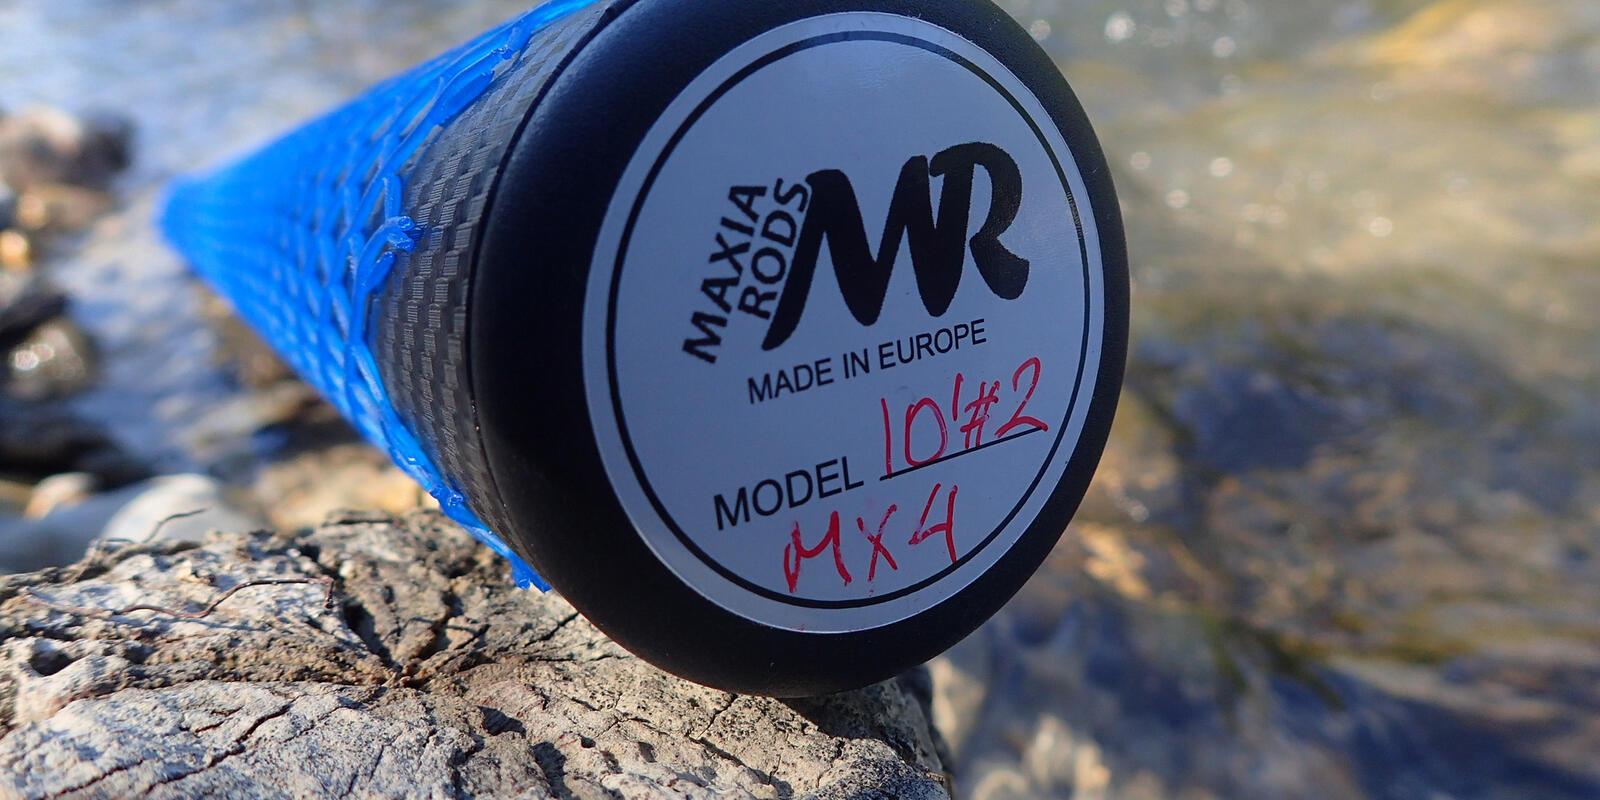 MAXIA
RODS
MR
MADE IN EUROPE
MODEL 10'#2
MX4